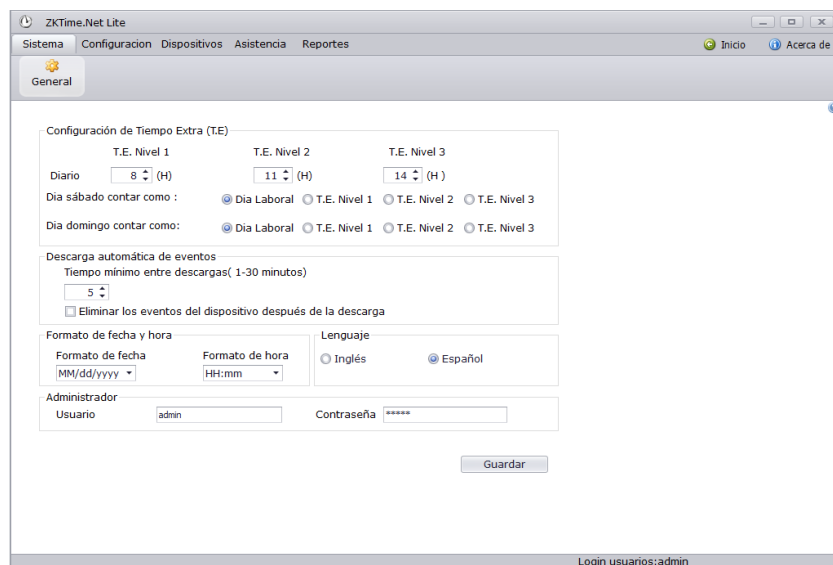 ZKTime.Net Lite
Sistema Configuracion Dispositivos Asistencia Reportes Inicio Acerca de
General
Configuración de Tiempo Extra (T.E)
T.E. Nivel 1 T.E. Nivel 2 T.E. Nivel 3
Diario 8 (H) 11 (H) 14 (H )
Dia sábado contar como : Dia Laboral T.E. Nivel 1 T.E. Nivel 2 T.E. Nivel 3
Dia domingo contar como: Dia Laboral T.E. Nivel 1 T.E. Nivel 2 T.E. Nivel 3
Descarga automática de eventos
Tiempo mínimo entre descargas( 1-30 minutos)
5
Eliminar los eventos del dispositivo después de la descarga
Formato de fecha y hora Lenguaje
Formato de fecha Formato de hora Inglés Español
MM/dd/yyyy HH:mm
Administrador
Usuario admin Contraseña *****
Guardar
Login usuarios:admin